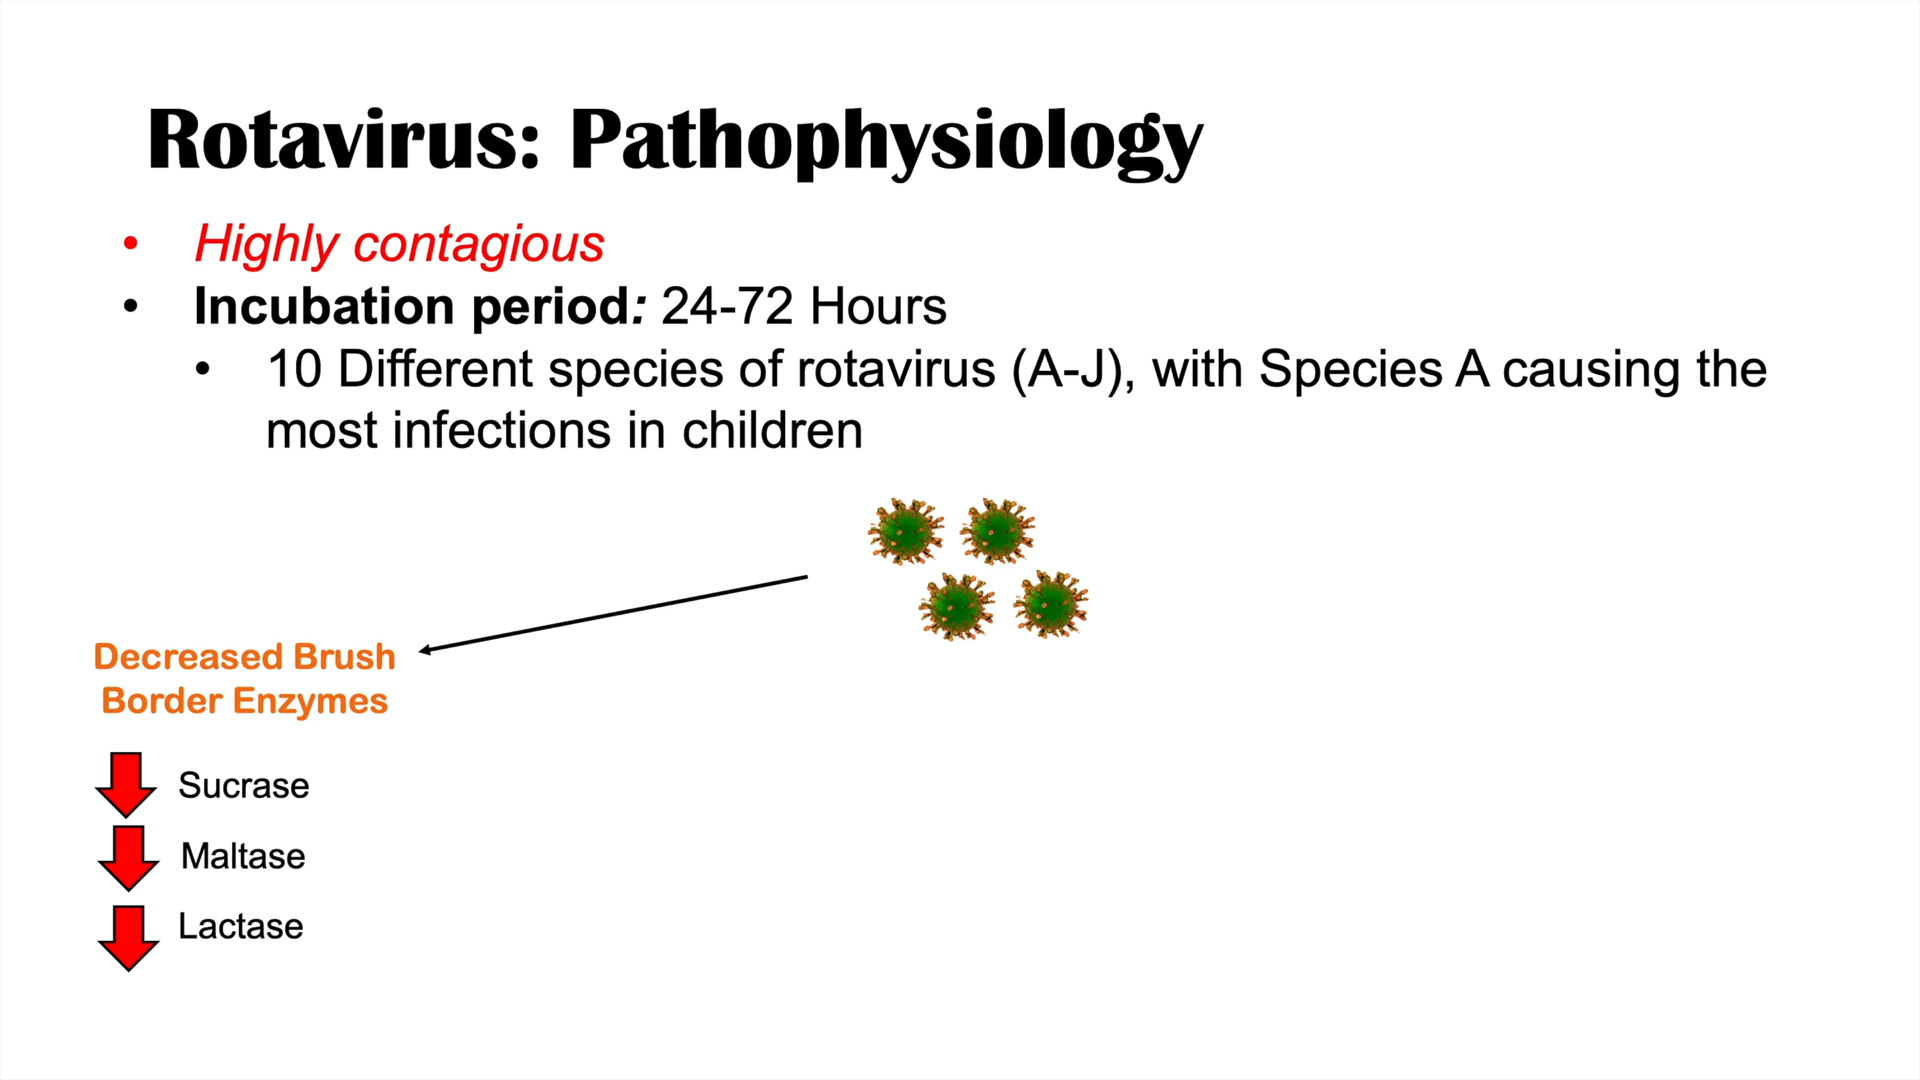 Rotavirus: Pathophysiology
• Highly contagious
• Incubation period: 24-72 Hours
• 10 Different species of rotavirus (A-J), with Species A causing the
most infections in children
Decreased Brush
Border Enzymes
Sucrase
Maltase
Lactase